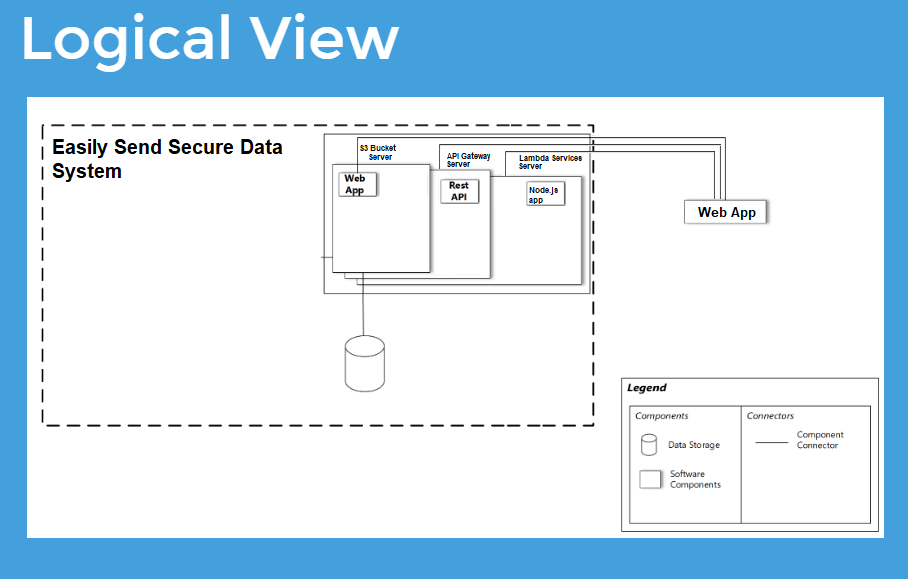 Logical View
Easily Send Secure Data
System
S3 Bucket
Server
API Gateway
Server
Lambda Services
Server
Web
App
Rest
API
Node.js
app
Web App
Legend
Components
Connectors
Data Storage
Component
Connector
Software
Components